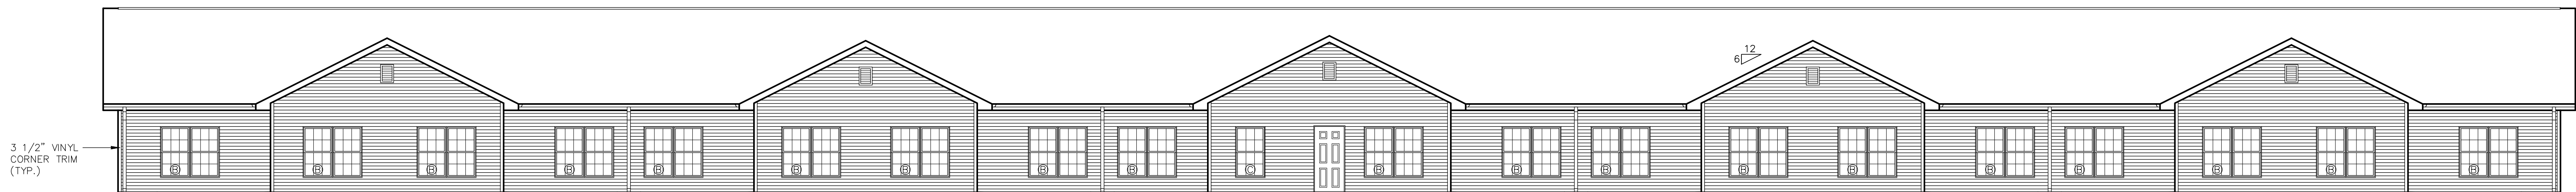 12
6
3 1/2" VINYL
CORNER TRIM
(TYP.)
B B B B B B B B B C B B B B B B B B B B